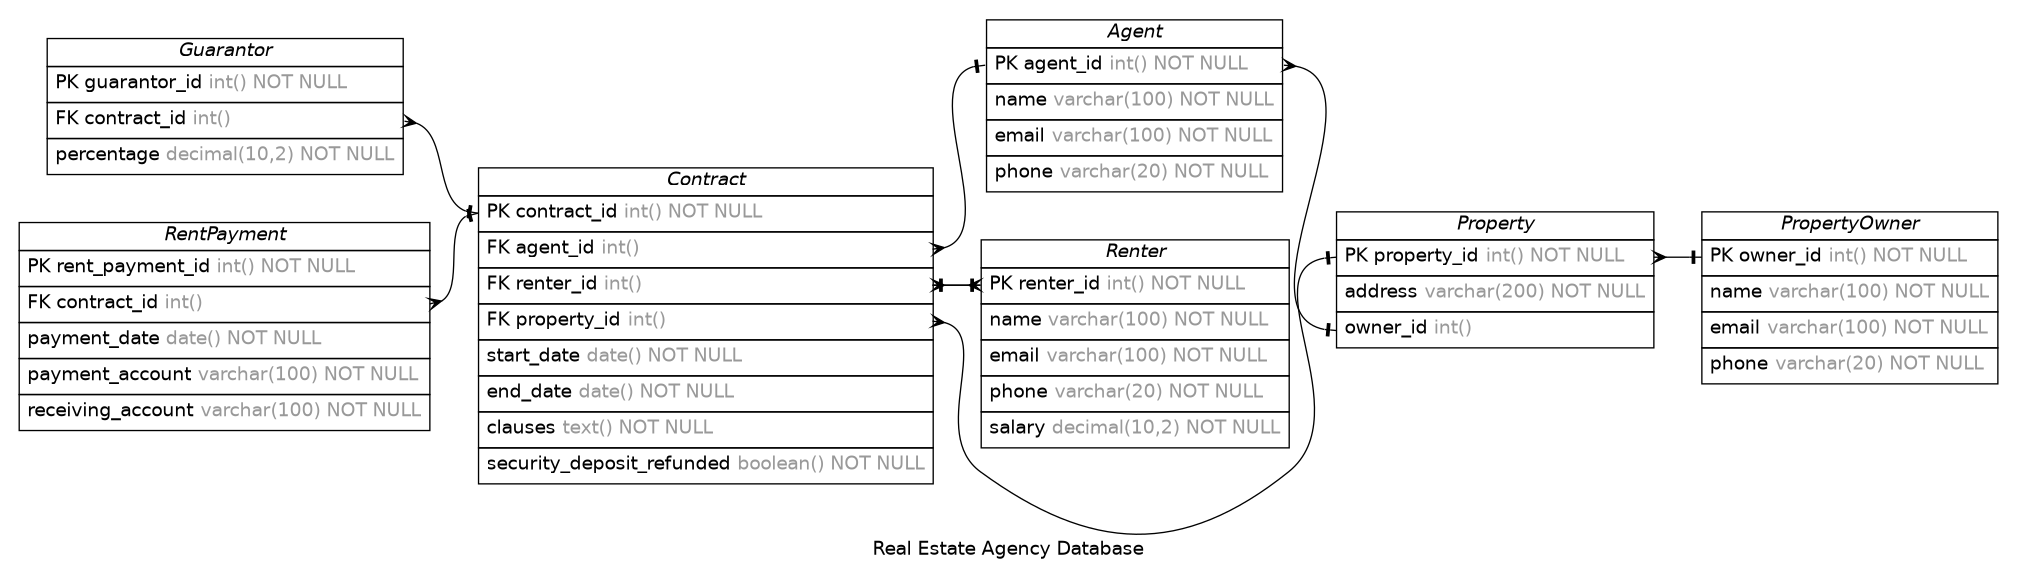 Guarantor
PK guarantor_id int() NOT NULL
FK contract_id int()
percentage decimal(10,2) NOT NULL
RentPayment
PK rent_payment_id int() NOT NULL
FK contract_id int()
payment_date date() NOT NULL
payment_account varchar(100) NOT NULL
receiving_account varchar(100) NOT NULL
Contract
PK contract_id int() NOT NULL
FK agent_id int()
FK renter_id int()
FK property_id int()
start_date date() NOT NULL
end_date date() NOT NULL
clauses text() NOT NULL
security_deposit_refunded boolean() NOT NULL
Agent
PK agent_id int() NOT NULL
name varchar(100) NOT NULL
email varchar(100) NOT NULL
phone varchar(20) NOT NULL
Renter
PK renter_id int() NOT NULL
name varchar(100) NOT NULL
email varchar(100) NOT NULL
phone varchar(20) NOT NULL
salary decimal(10,2) NOT NULL
Property
PK property_id int() NOT NULL
address varchar(200) NOT NULL
owner_id int()
PropertyOwner
PK owner_id int() NOT NULL
name varchar(100) NOT NULL
email varchar(100) NOT NULL
phone varchar(20) NOT NULL
Real Estate Agency Database